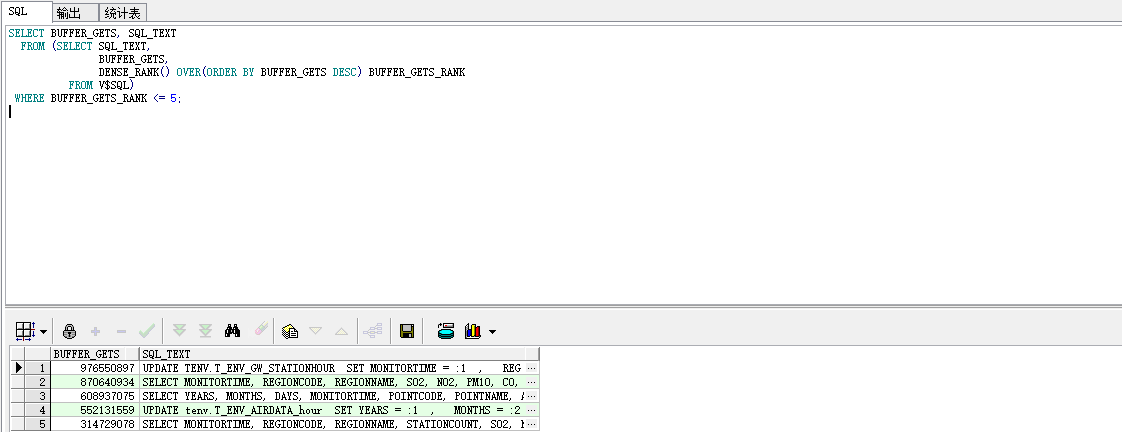 SQL 输出 统计表
SELECT BUFFER_GETS, SQL_TEXT
FROM (SELECT SQL_TEXT,
BUFFER_GETS,
DENSE_RANK() OVER(ORDER BY BUFFER_GETS DESC) BUFFER_GETS_RANK
FROM V$SQL)
WHERE BUFFER_GETS_RANK <= 5;
BUFFER_GETS SQL_TEXT
1 976550897 UPDATE TENV.T_ENV_GW_STATIONHOUR SET MONITORTIME = :1 , REG ...
2 870640934 SELECT MONITORTIME, REGIONCODE, REGIONNAME, SO2, NO2, PM10, CO, ...
3 608937075 SELECT YEARS, MONTHS, DAYS, MONITORTIME, POINTCODE, POINTNAME, ...
4 552131559 UPDATE tenv.T_ENV_AIRDATA_hour SET YEARS = :1 , MONTHS = :2 ...
5 314729078 SELECT MONITORTIME, REGIONCODE, REGIONNAME, STATIONCOUNT, SO2, ...